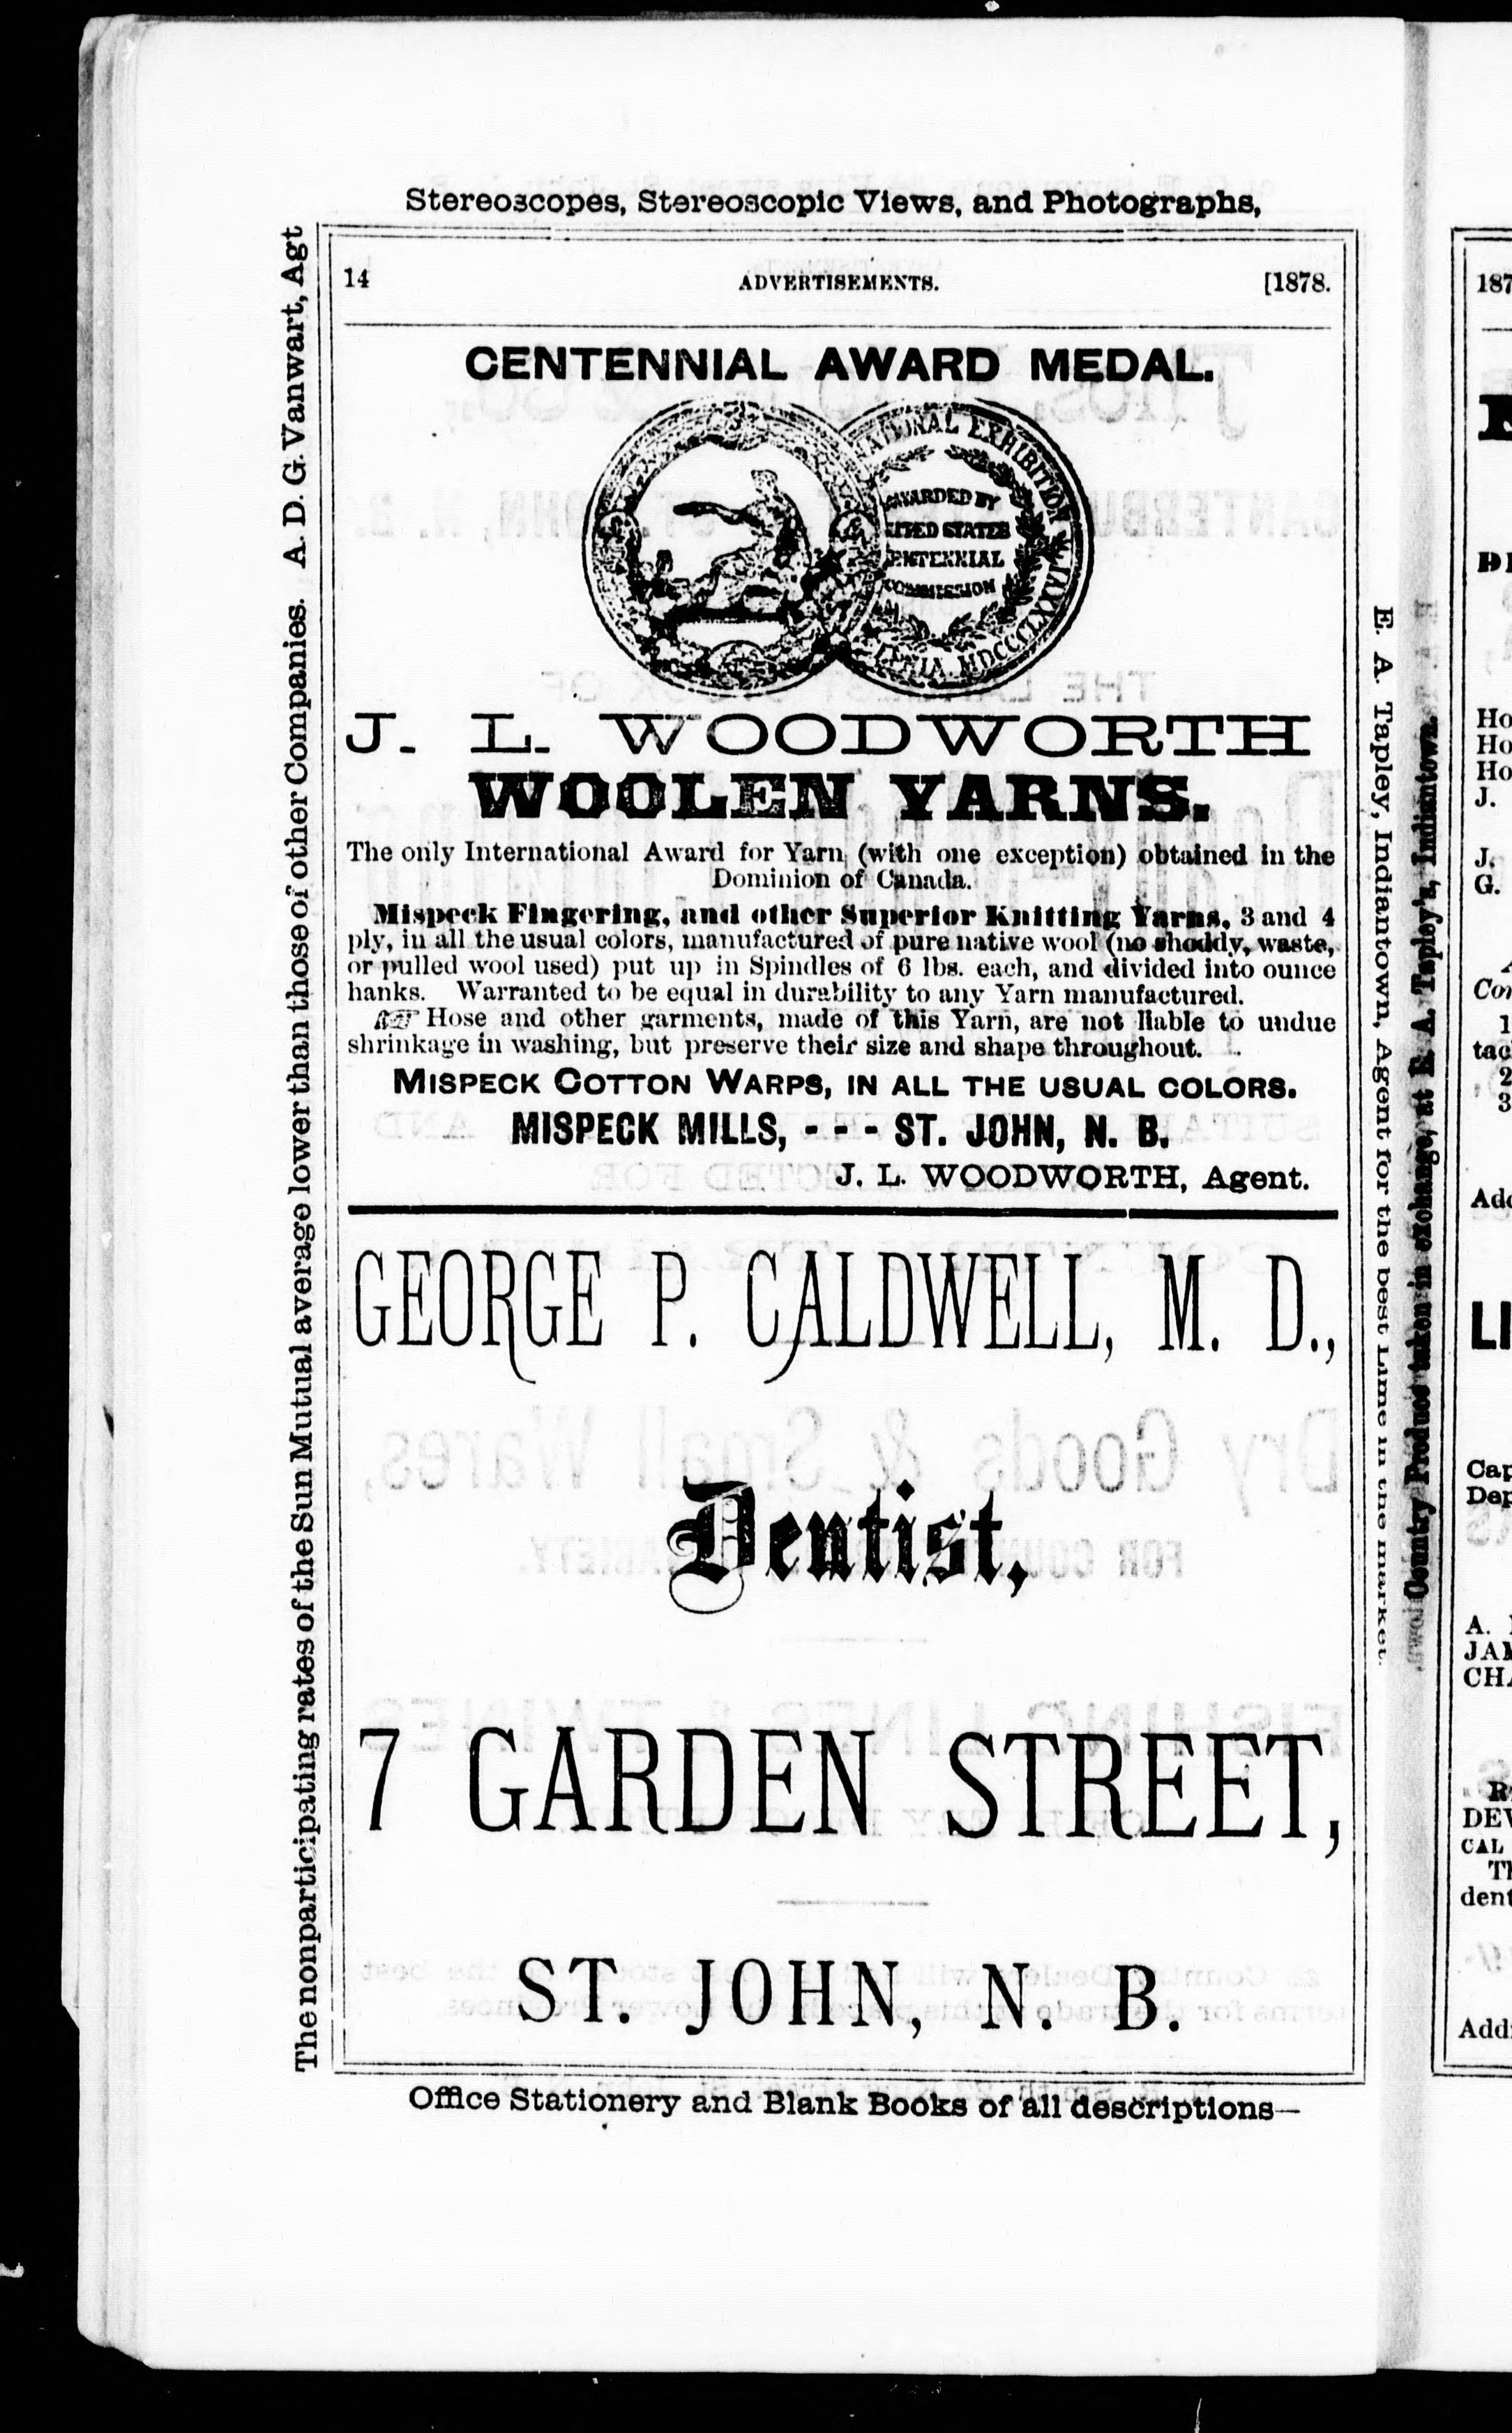 Stereoscopes, Stereoscopic Views, and Photographs,
14 ADVERTISEMENTS. [1878.
CENTENNIAL AWARD MEDAL.
NATIONAL EXHIBITION
AWARDED BY
UNITED STATES
CENTENNIAL
COMMISSION
MDCCCLXXVI
J. L. WOODWORTH
WOOLEN YARNS.
The only International Award for Yarn (with one exception) obtained in the
Dominion of Canada.
Mispeck Fingering, and other Superior Knitting Yarns, 3 and 4
ply, in all the usual colors, manufactured of pure native wool (no shoddy, waste,
or pulled wool used) put up in Spindles of 6 lbs. each, and divided into ounce
hanks. Warranted to be equal in durability to any Yarn manufactured.
☞ Hose and other garments, made of this Yarn, are not liable to undue
shrinkage in washing, but preserve their size and shape throughout.
MISPECK COTTON WARPS, IN ALL THE USUAL COLORS.
MISPECK MILLS, - - - ST. JOHN, N. B.
J. L. WOODWORTH, Agent.
GEORGE P. CALDWELL, M. D.,
Dentist,
7 GARDEN STREET,
ST. JOHN, N. B.
Office Stationery and Blank Books of all descriptions—
The nonparticipating rates of the Sun Mutual average lower than those of other Companies. A. D. G. Vanwart, Agt
E. A. Tapley, Indiantown, Agent for the best Lime in the market.
Country Produce taken in exchange, at E. A. Tapley's, Indiantown.